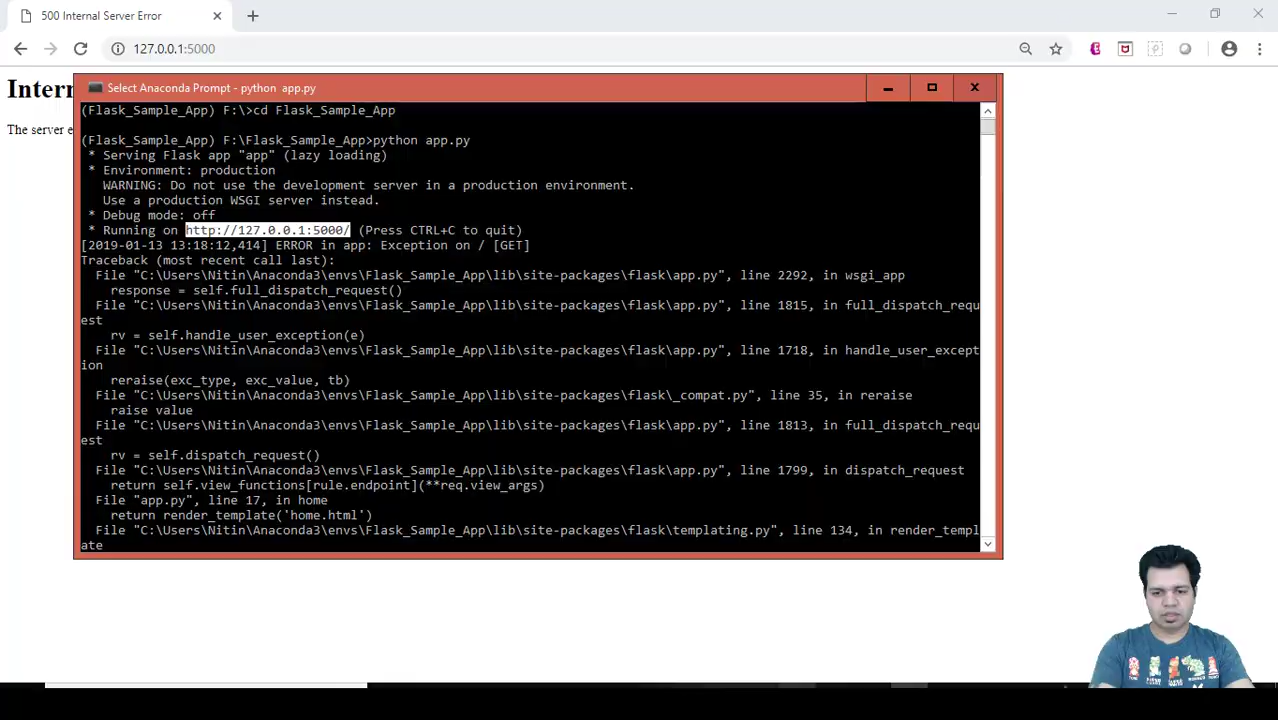 500 Internal Server Error
127.0.0.1:5000
Intern
The server e
Select Anaconda Prompt - python  app.py
(Flask_Sample_App) F:\>cd Flask_Sample_App
(Flask_Sample_App) F:\Flask_Sample_App>python app.py
* Serving Flask app "app" (lazy loading)
* Environment: production
WARNING: Do not use the development server in a production environment.
Use a production WSGI server instead.
* Debug mode: off
* Running on http://127.0.0.1:5000/ (Press CTRL+C to quit)
[2019-01-13 13:18:12,414] ERROR in app: Exception on / [GET]
Traceback (most recent call last):
File "C:\Users\Nitin\Anaconda3\envs\Flask_Sample_App\lib\site-packages\flask\app.py", line 2292, in wsgi_app
response = self.full_dispatch_request()
File "C:\Users\Nitin\Anaconda3\envs\Flask_Sample_App\lib\site-packages\flask\app.py", line 1815, in full_dispatch_requ
est
rv = self.handle_user_exception(e)
File "C:\Users\Nitin\Anaconda3\envs\Flask_Sample_App\lib\site-packages\flask\app.py", line 1718, in handle_user_except
ion
reraise(exc_type, exc_value, tb)
File "C:\Users\Nitin\Anaconda3\envs\Flask_Sample_App\lib\site-packages\flask\_compat.py", line 35, in reraise
raise value
File "C:\Users\Nitin\Anaconda3\envs\Flask_Sample_App\lib\site-packages\flask\app.py", line 1813, in full_dispatch_requ
est
rv = self.dispatch_request()
File "C:\Users\Nitin\Anaconda3\envs\Flask_Sample_App\lib\site-packages\flask\app.py", line 1799, in dispatch_request
return self.view_functions[rule.endpoint](**req.view_args)
File "app.py", line 17, in home
return render_template('home.html')
File "C:\Users\Nitin\Anaconda3\envs\Flask_Sample_App\lib\site-packages\flask\templating.py", line 134, in render_templ
ate